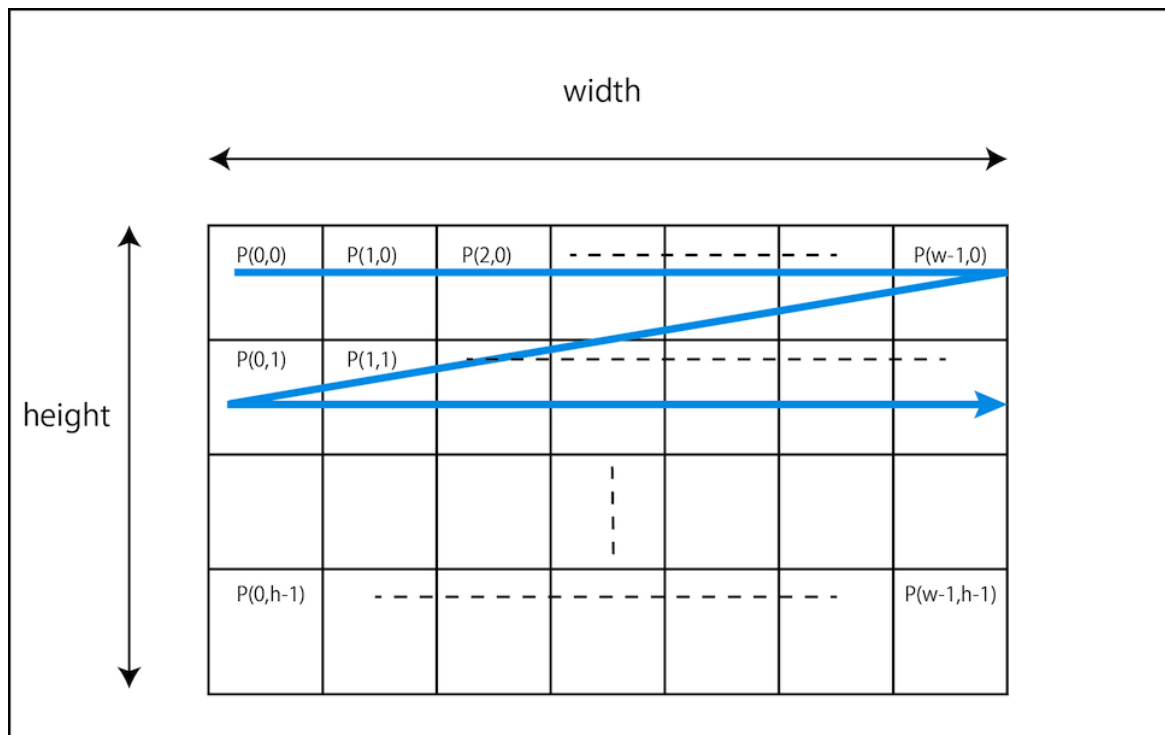 width
P(0,0) P(1,0) P(2,0) P(w-1,0)
P(0,1) P(1,1)
height
P(0,h-1) P(w-1,h-1)